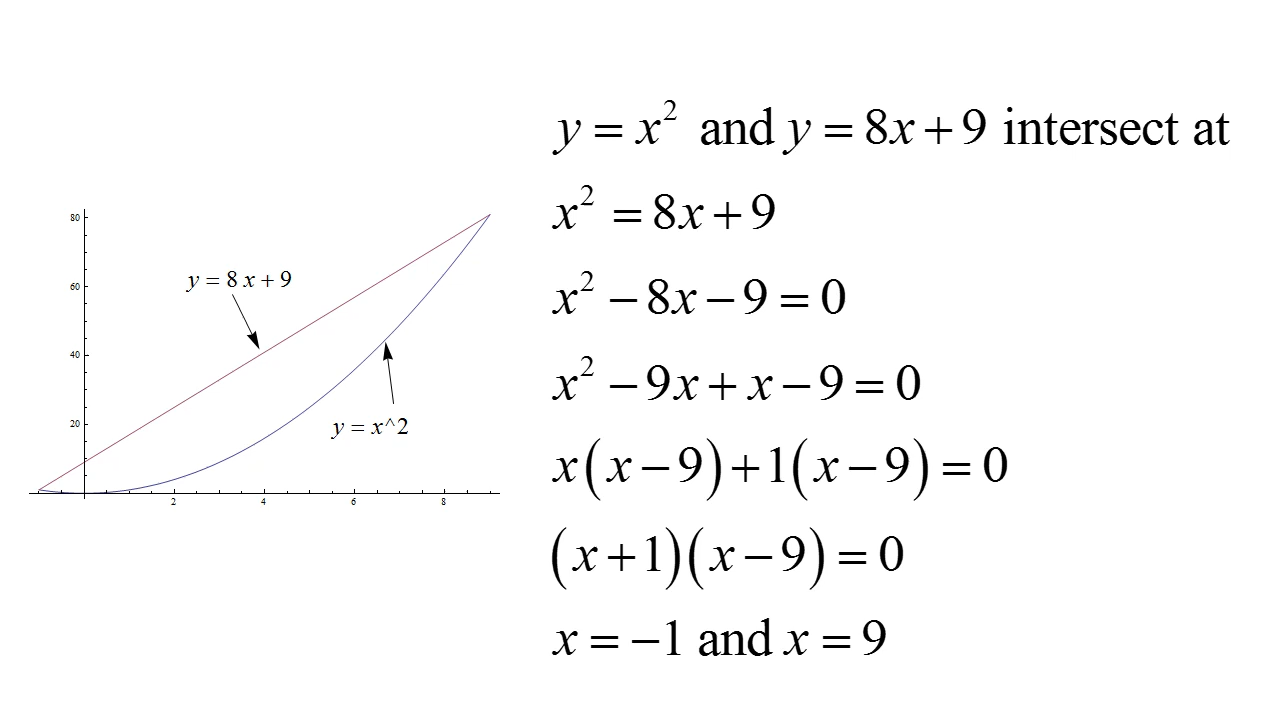 y = x² and y = 8x + 9 intersect at
x² = 8x + 9
x² − 8x − 9 = 0
x² − 9x + x − 9 = 0
x(x − 9) + 1(x − 9) = 0
(x + 1)(x − 9) = 0
x = −1 and x = 9
80
60
40
20
y = 8 x + 9
y = x^2
2 4 6 8